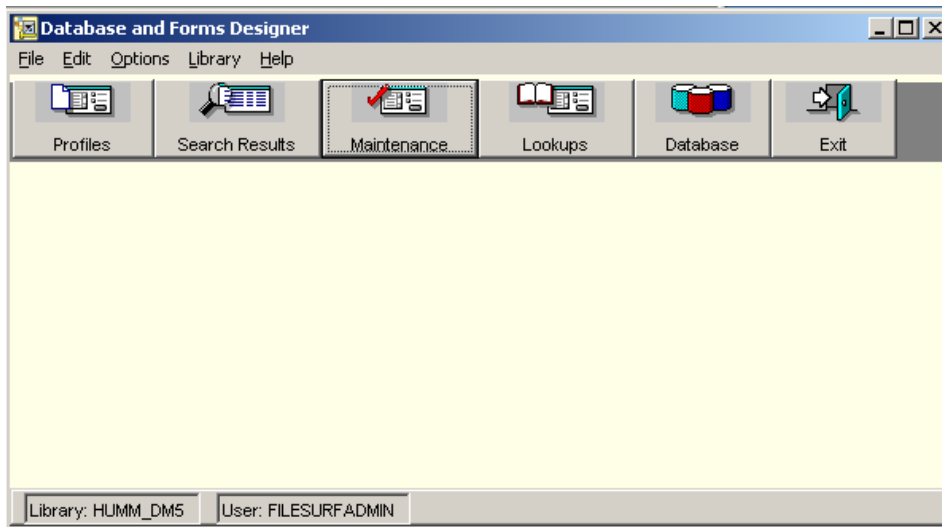 Database and Forms Designer
File Edit Options Library Help
Profiles Search Results Maintenance Lookups Database Exit
Library: HUMM_DM5 User: FILESURFADMIN